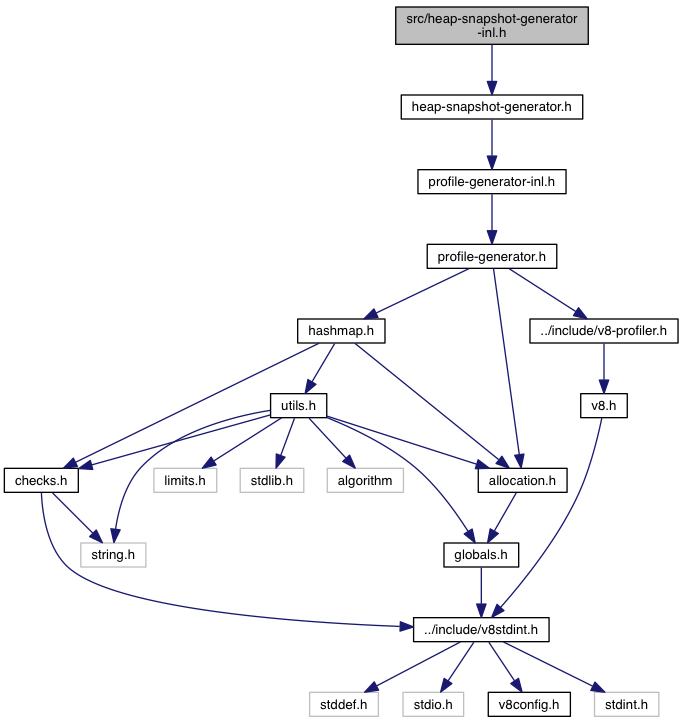 src/heap-snapshot-generator
-inl.h
heap-snapshot-generator.h
profile-generator-inl.h
profile-generator.h
hashmap.h
../include/v8-profiler.h
utils.h
v8.h
checks.h
limits.h
stdlib.h
algorithm
allocation.h
string.h
globals.h
../include/v8stdint.h
stddef.h
stdio.h
v8config.h
stdint.h